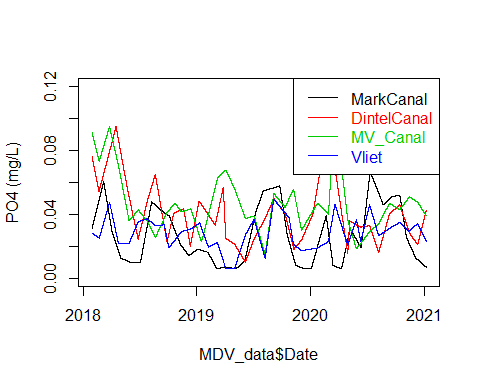 0.12
0.08
0.04
0.00
PO4 (mg/L)
MarkCanal
DintelCanal
MV_Canal
Vliet
2018 2019 2020 2021
MDV_data$Date